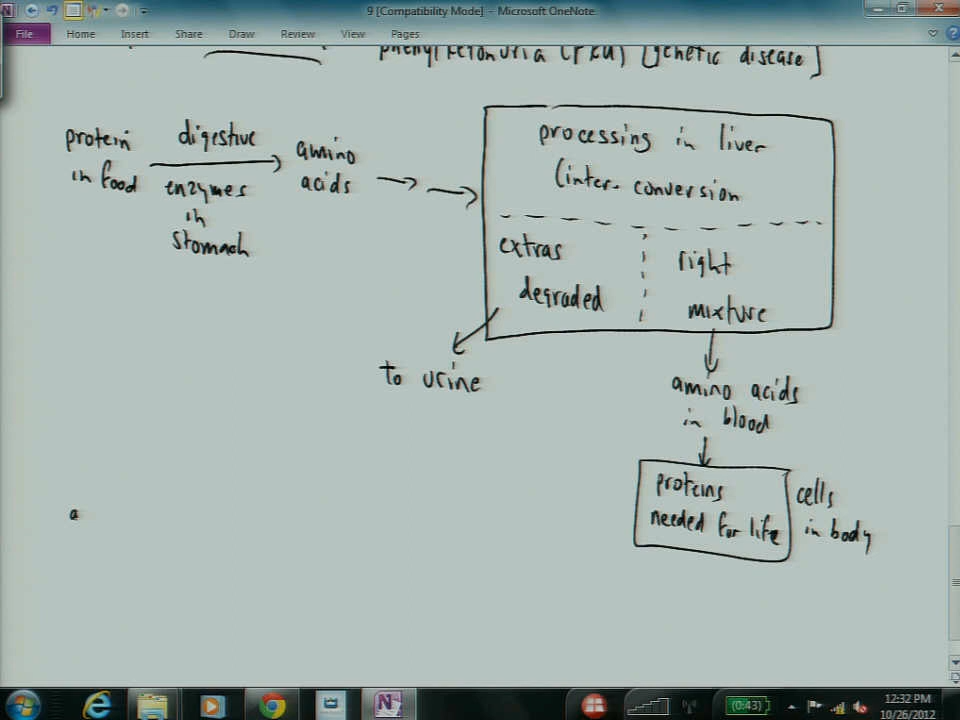 9 [Compatibility Mode] - Microsoft OneNote
File Home Insert Share Draw Review View Pages
phenylketonuria (PKU) [genetic disease]
protein
in food
digestive
enzymes
in
stomach
amino
acids
processing in liver
(inter-conversion
extras
degraded
right
mixture
to urine
amino acids
in blood
proteins
needed for life
cells
in body
a
(0:43)
12:32 PM
10/26/2012